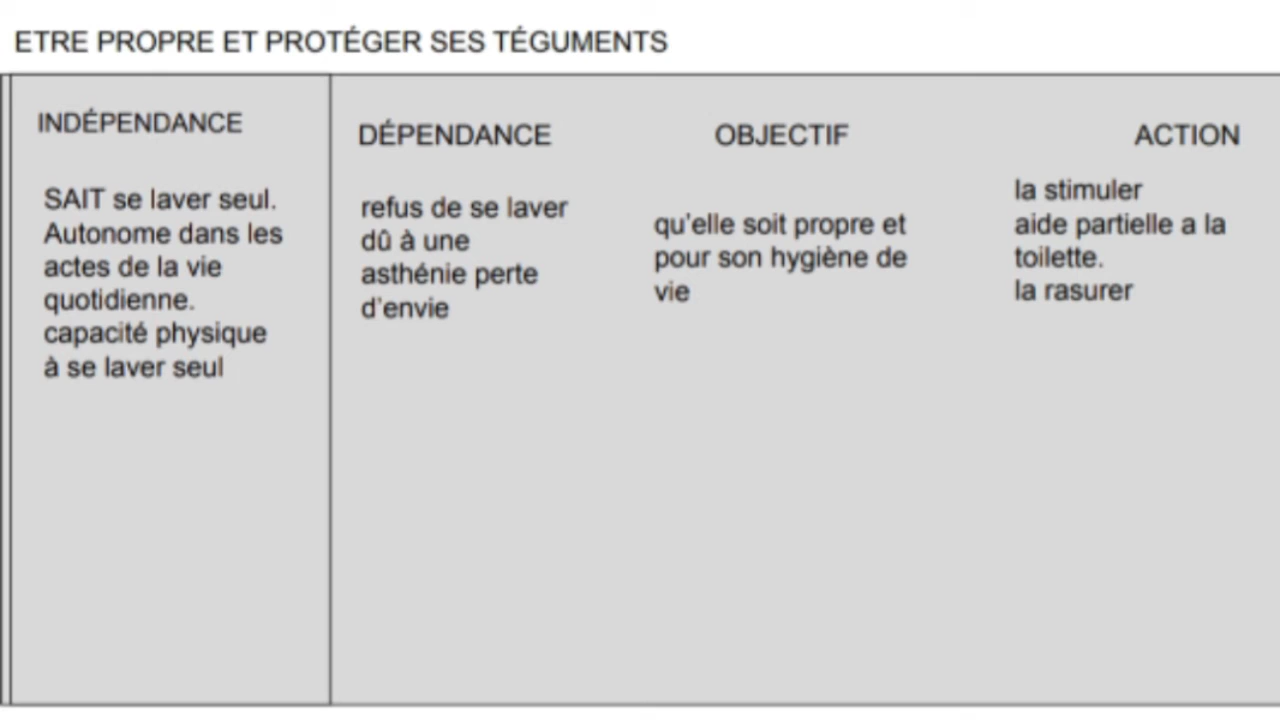 ETRE PROPRE ET PROTÉGER SES TÉGUMENTS
INDÉPENDANCE
SAIT se laver seul.
Autonome dans les
actes de la vie
quotidienne.
capacité physique
à se laver seul
DÉPENDANCE
refus de se laver
dû à une
asthénie perte
d'envie
OBJECTIF
qu'elle soit propre et
pour son hygiène de
vie
ACTION
la stimuler
aide partielle a la
toilette.
la rasurer